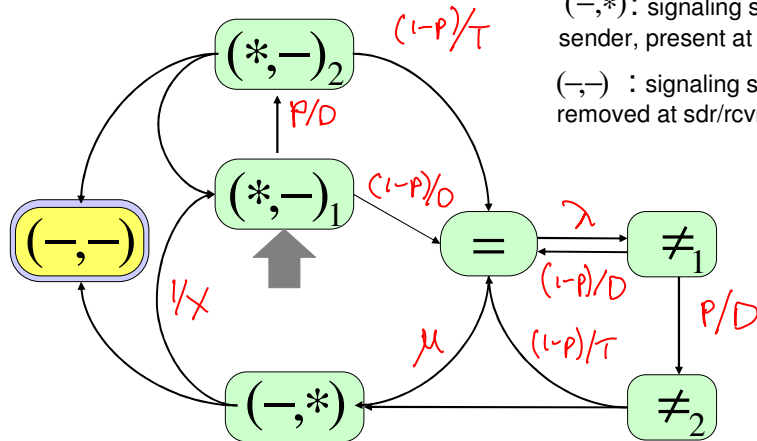 (−,*) : signaling s
sender, present at
(−,−) : signaling s
removed at sdr/rcvr
(1-p)/T
(*,−)₂
P/D
(*,−)₁
(1-p)/D
(−,−)
=
λ
≠₁
(1-p)/D
1/X
P/D
μ
(1-p)/T
(−,*)
≠₂